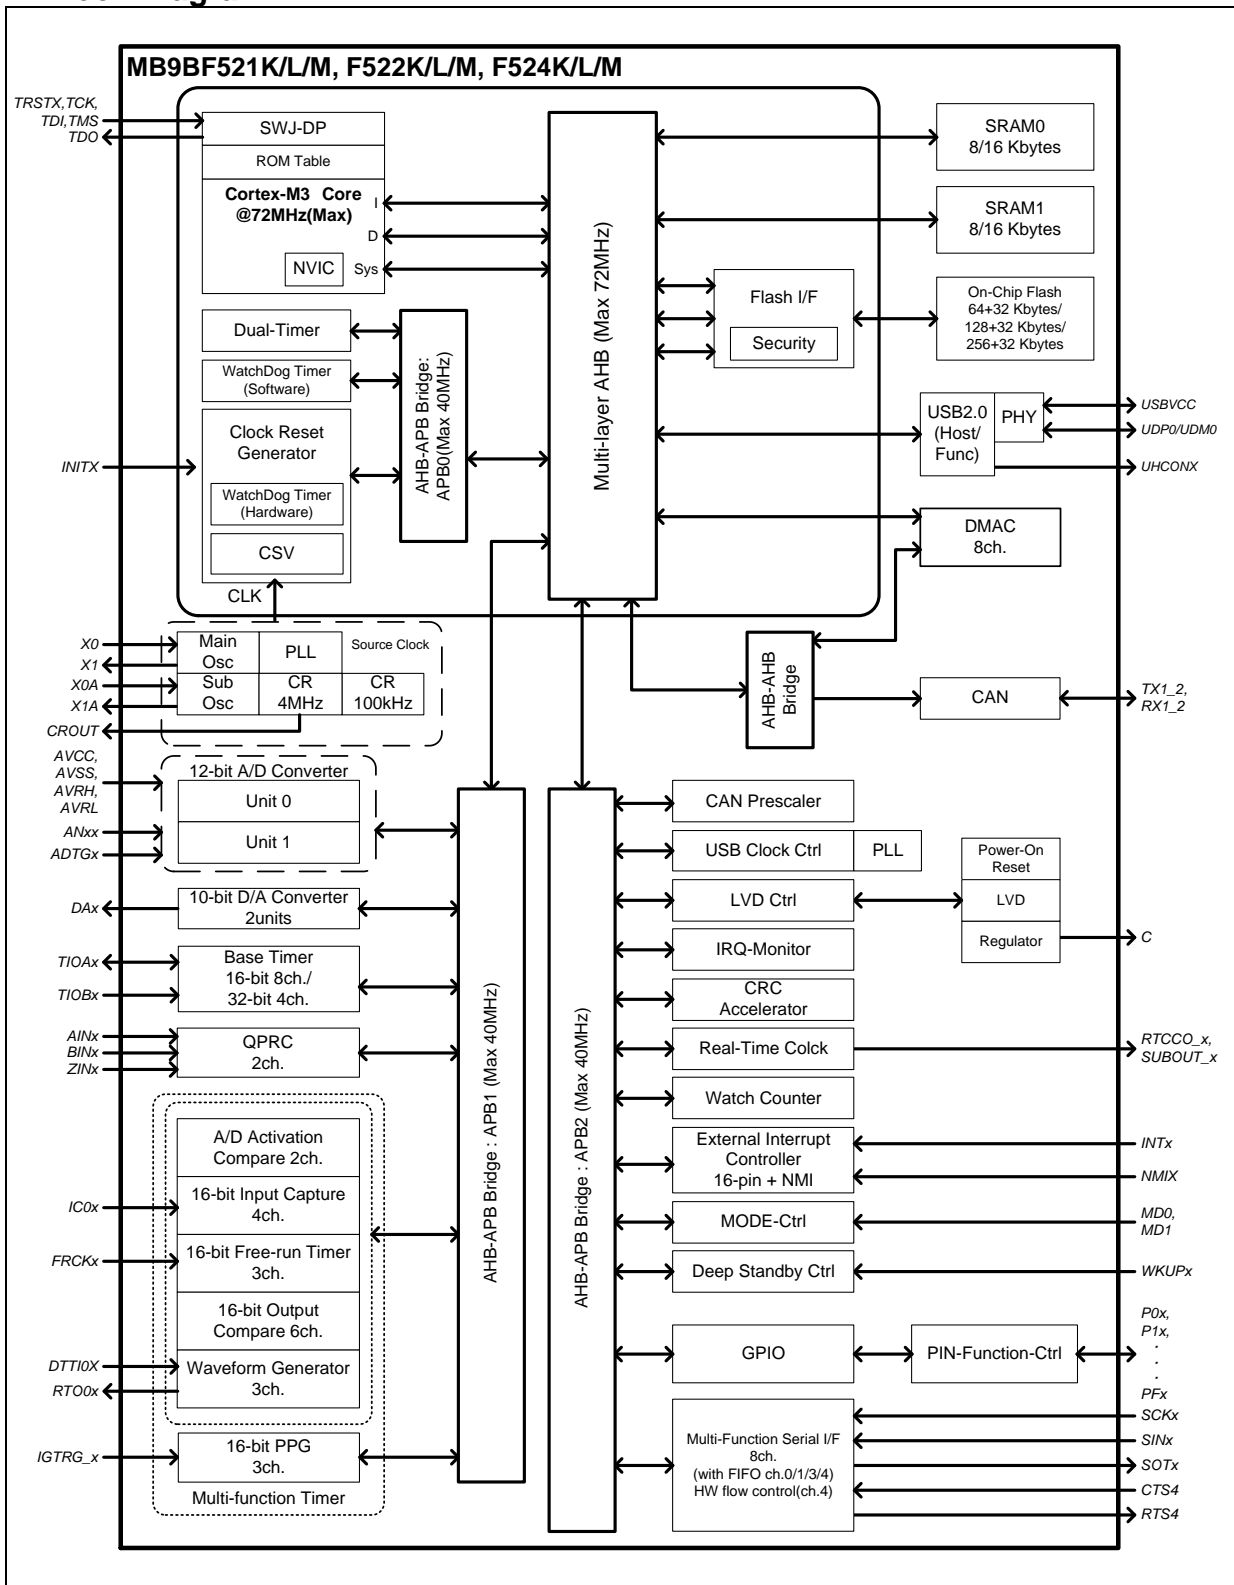 MB9BF521K/L/M, F522K/L/M, F524K/L/M
TRSTX,TCK,
TDI,TMS
TDO
SWJ-DP
ROM Table
Cortex-M3 Core
@72MHz(Max)
I
D
NVIC
Sys
Dual-Timer
WatchDog Timer
(Software)
Clock Reset
Generator
WatchDog Timer
(Hardware)
CSV
CLK
INITX
AHB-APB Bridge:
APB0(Max 40MHz)
Multi-layer AHB (Max 72MHz)
SRAM0
8/16 Kbytes
SRAM1
8/16 Kbytes
Flash I/F
Security
On-Chip Flash
64+32 Kbytes/
128+32 Kbytes/
256+32 Kbytes
USB2.0
(Host/
Func)
PHY
USBVCC
UDP0/UDM0
UHCONX
DMAC
8ch.
AHB-AHB
Bridge
CAN
TX1_2,
RX1_2
X0
X1
X0A
X1A
CROUT
Main
Osc
PLL
Source Clock
Sub
Osc
CR
4MHz
CR
100kHz
AVCC,
AVSS,
AVRH,
AVRL
ANxx
ADTGx
12-bit A/D Converter
Unit 0
Unit 1
DAx
10-bit D/A Converter
2units
TIOAx
TIOBx
Base Timer
16-bit 8ch./
32-bit 4ch.
AINx
BINx
ZINx
QPRC
2ch.
A/D Activation
Compare 2ch.
IC0x
16-bit Input Capture
4ch.
FRCKx
16-bit Free-run Timer
3ch.
16-bit Output
Compare 6ch.
DTTI0X
RTO0x
Waveform Generator
3ch.
IGTRG_x
16-bit PPG
3ch.
Multi-function Timer
AHB-APB Bridge : APB1 (Max 40MHz)
AHB-APB Bridge : APB2 (Max 40MHz)
CAN Prescaler
USB Clock Ctrl
PLL
LVD Ctrl
Power-On
Reset
LVD
Regulator
C
IRQ-Monitor
CRC
Accelerator
Real-Time Colck
RTCCO_x,
SUBOUT_x
Watch Counter
External Interrupt
Controller
16-pin + NMI
INTx
NMIX
MODE-Ctrl
MD0,
MD1
Deep Standby Ctrl
WKUPx
GPIO
PIN-Function-Ctrl
P0x,
P1x,
.
.
.
PFx
Multi-Function Serial I/F
8ch.
(with FIFO ch.0/1/3/4)
HW flow control(ch.4)
SCKx
SINx
SOTx
CTS4
RTS4